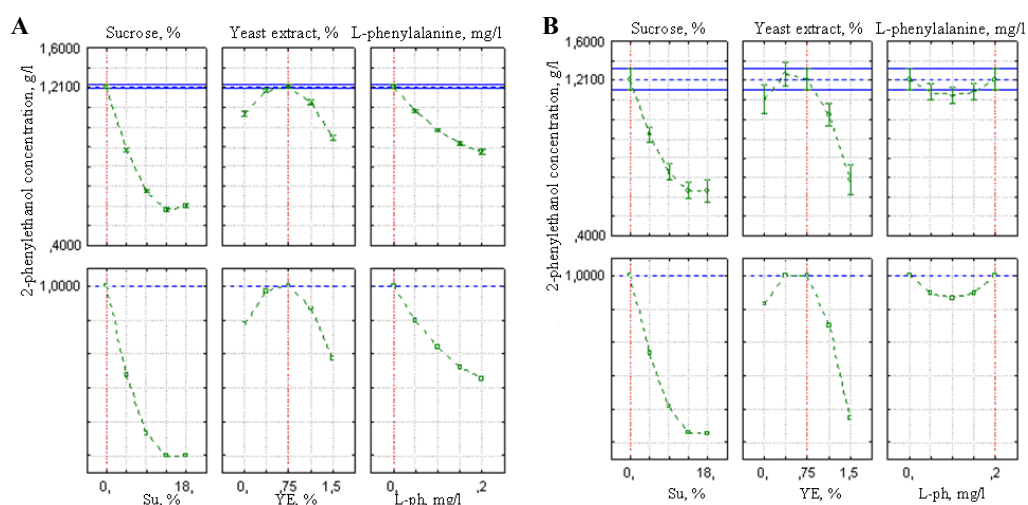 A
Sucrose, %
Yeast extract, %
L-phenylalanine, mg/l
1,6000
1,2100
,4000
1,0000
2-phenylethanol concentration, g/l
0,
18,
Su, %
0,
,75
1,5
YE, %
0,
,2
L-ph, mg/l
B
Sucrose, %
Yeast extract, %
L-phenylalanine, mg/l
1,6000
1,2100
,4000
1,0000
2-phenylethanol concentration, g/l
0,
18,
Su, %
0,
,75
1,5
YE, %
0,
,2
L-ph, mg/l